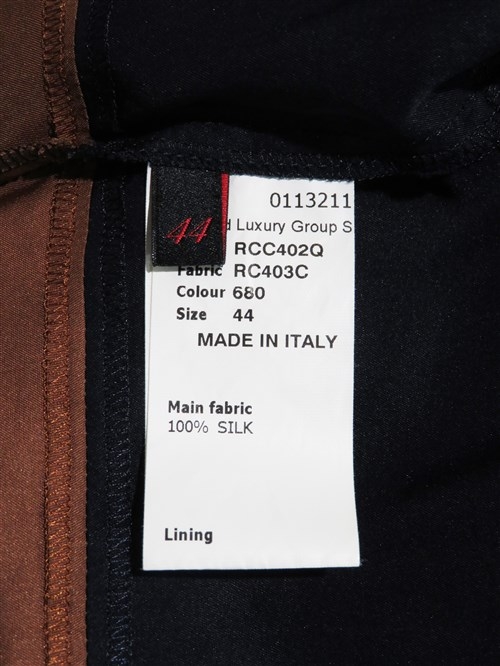 0113211
44
d Luxury Group S
RCC402Q
Fabric RC403C
Colour 680
Size 44
MADE IN ITALY
Main fabric
100% SILK
Lining